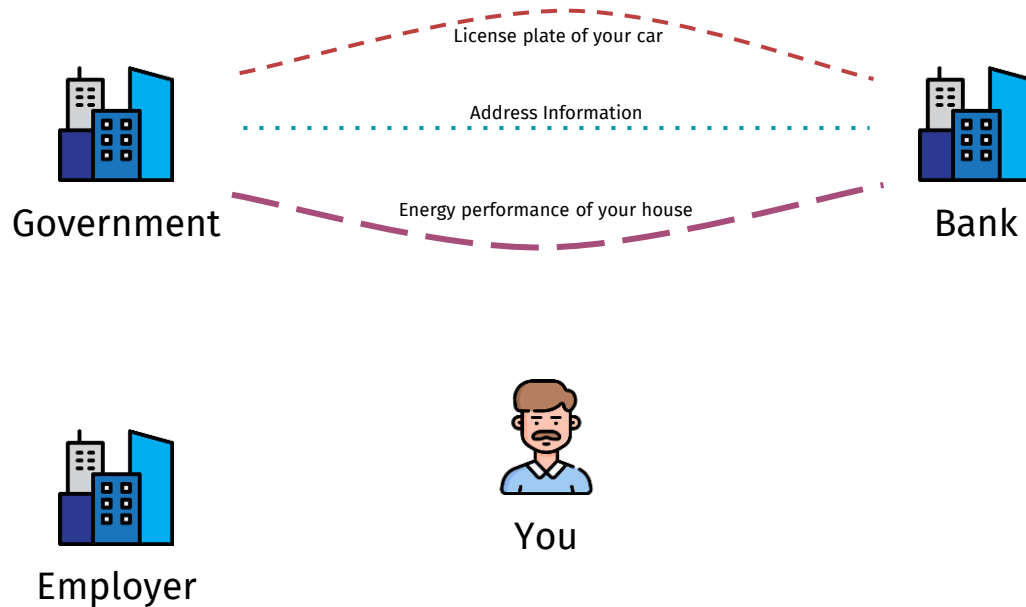 License plate of your car
Address Information
Energy performance of your house
Government
Bank
You
Employer